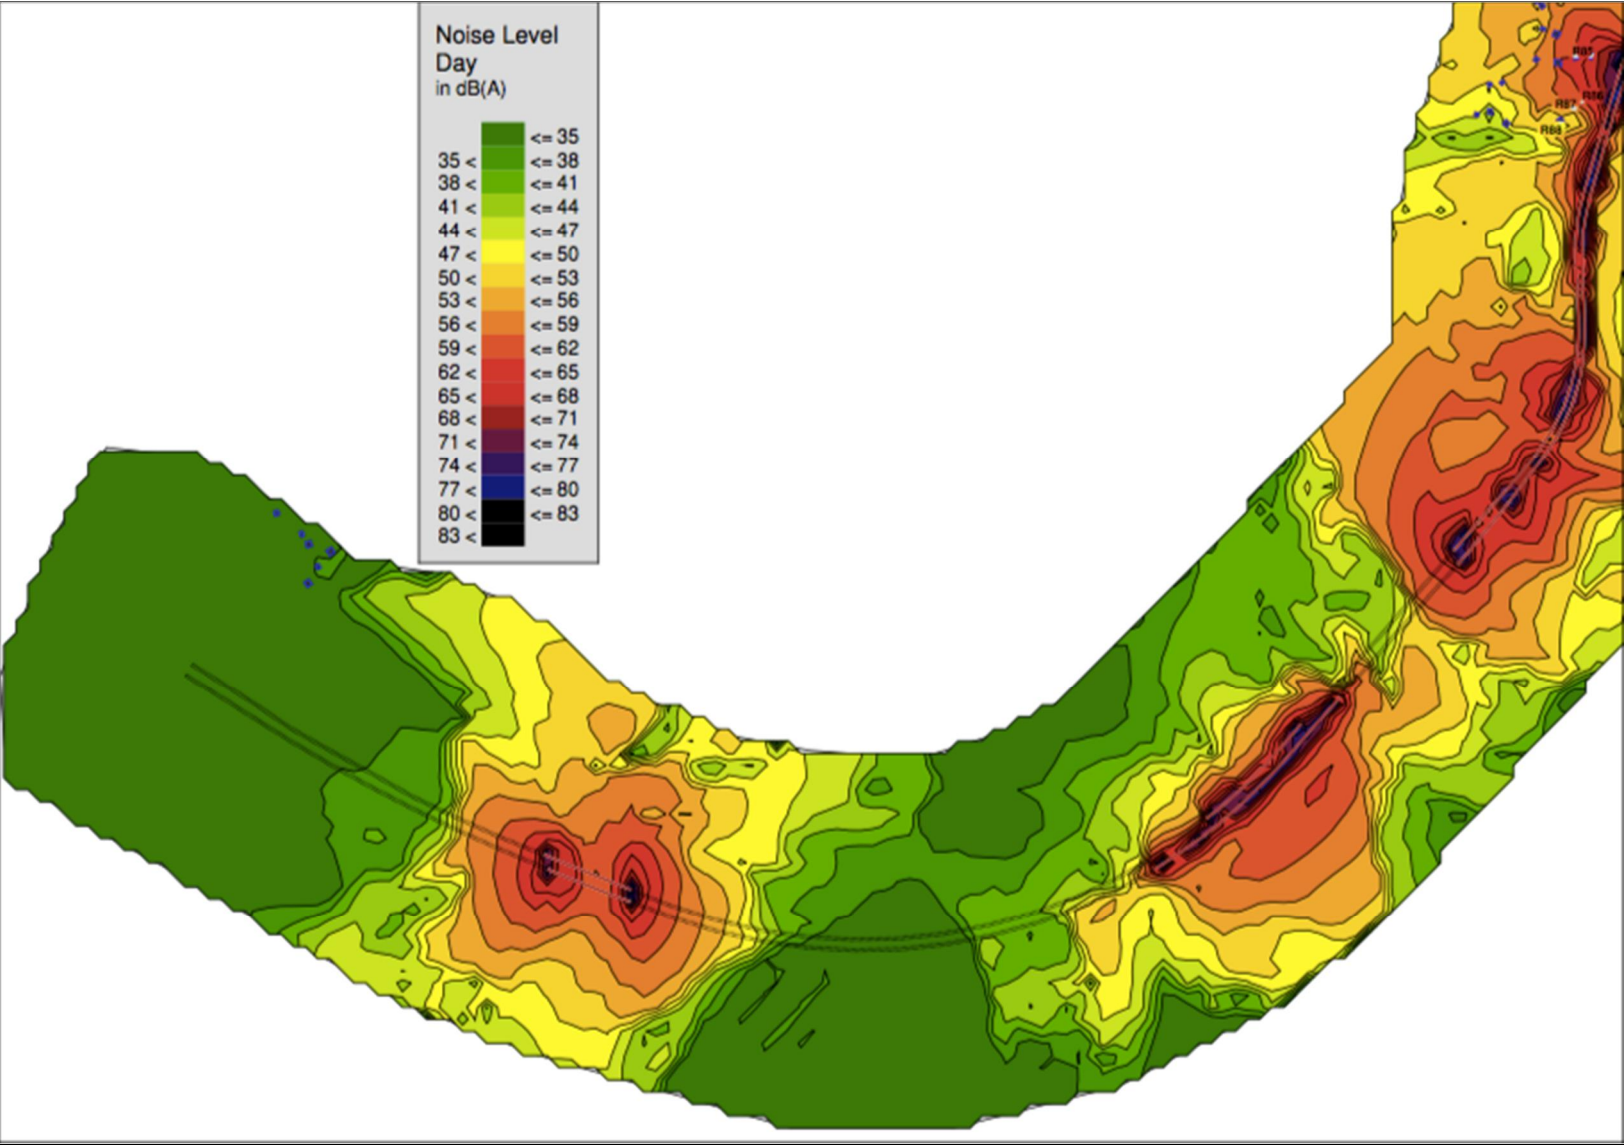 Noise Level
Day
in dB(A)
<= 35
35 < <= 38
38 < <= 41
41 < <= 44
44 < <= 47
47 < <= 50
50 < <= 53
53 < <= 56
56 < <= 59
59 < <= 62
62 < <= 65
65 < <= 68
68 < <= 71
71 < <= 74
74 < <= 77
77 < <= 80
80 < <= 83
83 <
R86
R87
R88